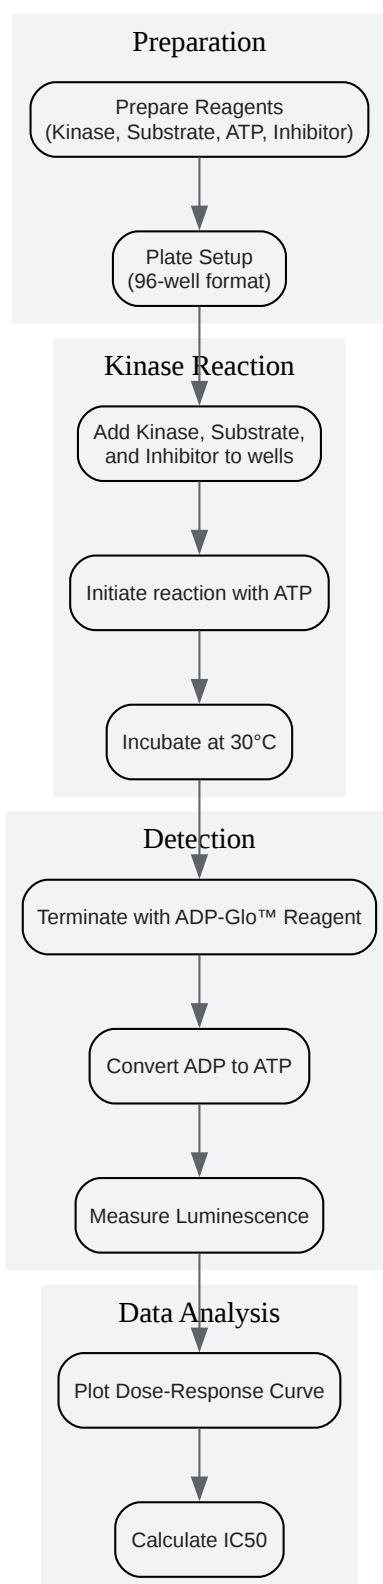 Preparation
Prepare Reagents
(Kinase, Substrate, ATP, Inhibitor)
Plate Setup
(96-well format)
Kinase Reaction
Add Kinase, Substrate,
and Inhibitor to wells
Initiate reaction with ATP
Incubate at 30°C
Detection
Terminate with ADP-Glo™ Reagent
Convert ADP to ATP
Measure Luminescence
Data Analysis
Plot Dose-Response Curve
Calculate IC50